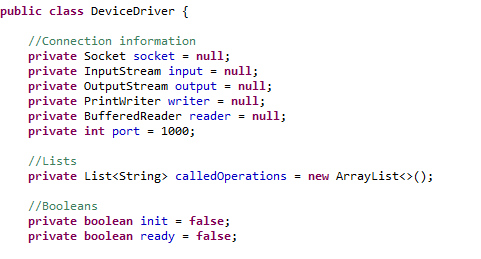 public class DeviceDriver {
//Connection information
private Socket socket = null;
private InputStream input = null;
private OutputStream output = null;
private PrintWriter writer = null;
private BufferedReader reader = null;
private int port = 1000;
//Lists
private List<String> calledOperations = new ArrayList<>();
//Booleans
private boolean init = false;
private boolean ready = false;